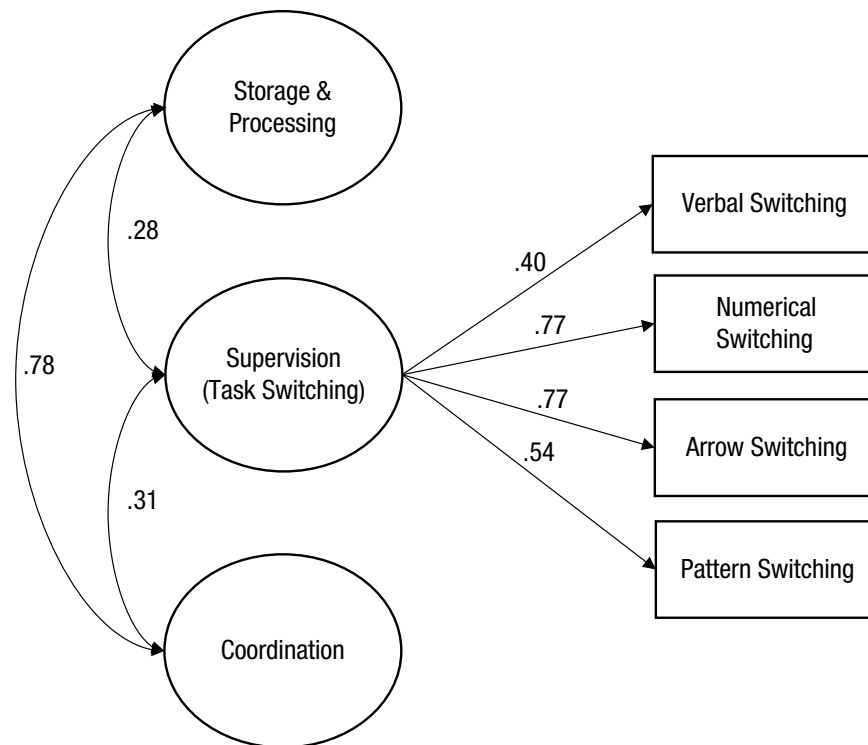 Storage &
Processing
.28
.78
Supervision
(Task Switching)
.31
Coordination
.40
.77
.77
.54
Verbal Switching
Numerical
Switching
Arrow Switching
Pattern Switching